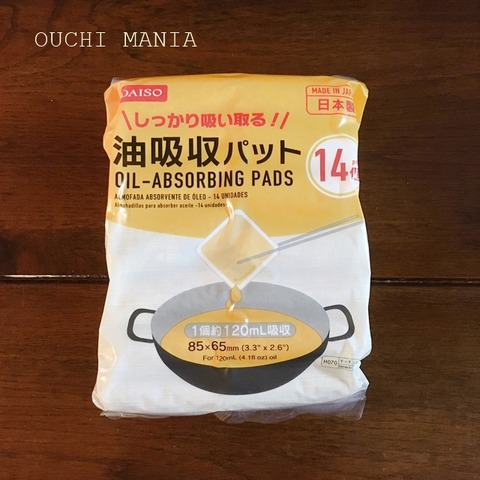 OUCHI MANIA
DAISO
MADE IN JAPAN
日本製
\しっかり吸い取る！/
油吸収パット
14個
OIL-ABSORBING PADS
ALMOFADA ABSORVENTE DE ÓLEO - 14 UNIDADES
Almohadillas para absorber aceite -14 unidades-
1個約120mL吸収
85×65mm (3.3" x 2.6")
For 120mL (4.1fl oz) oil
H070